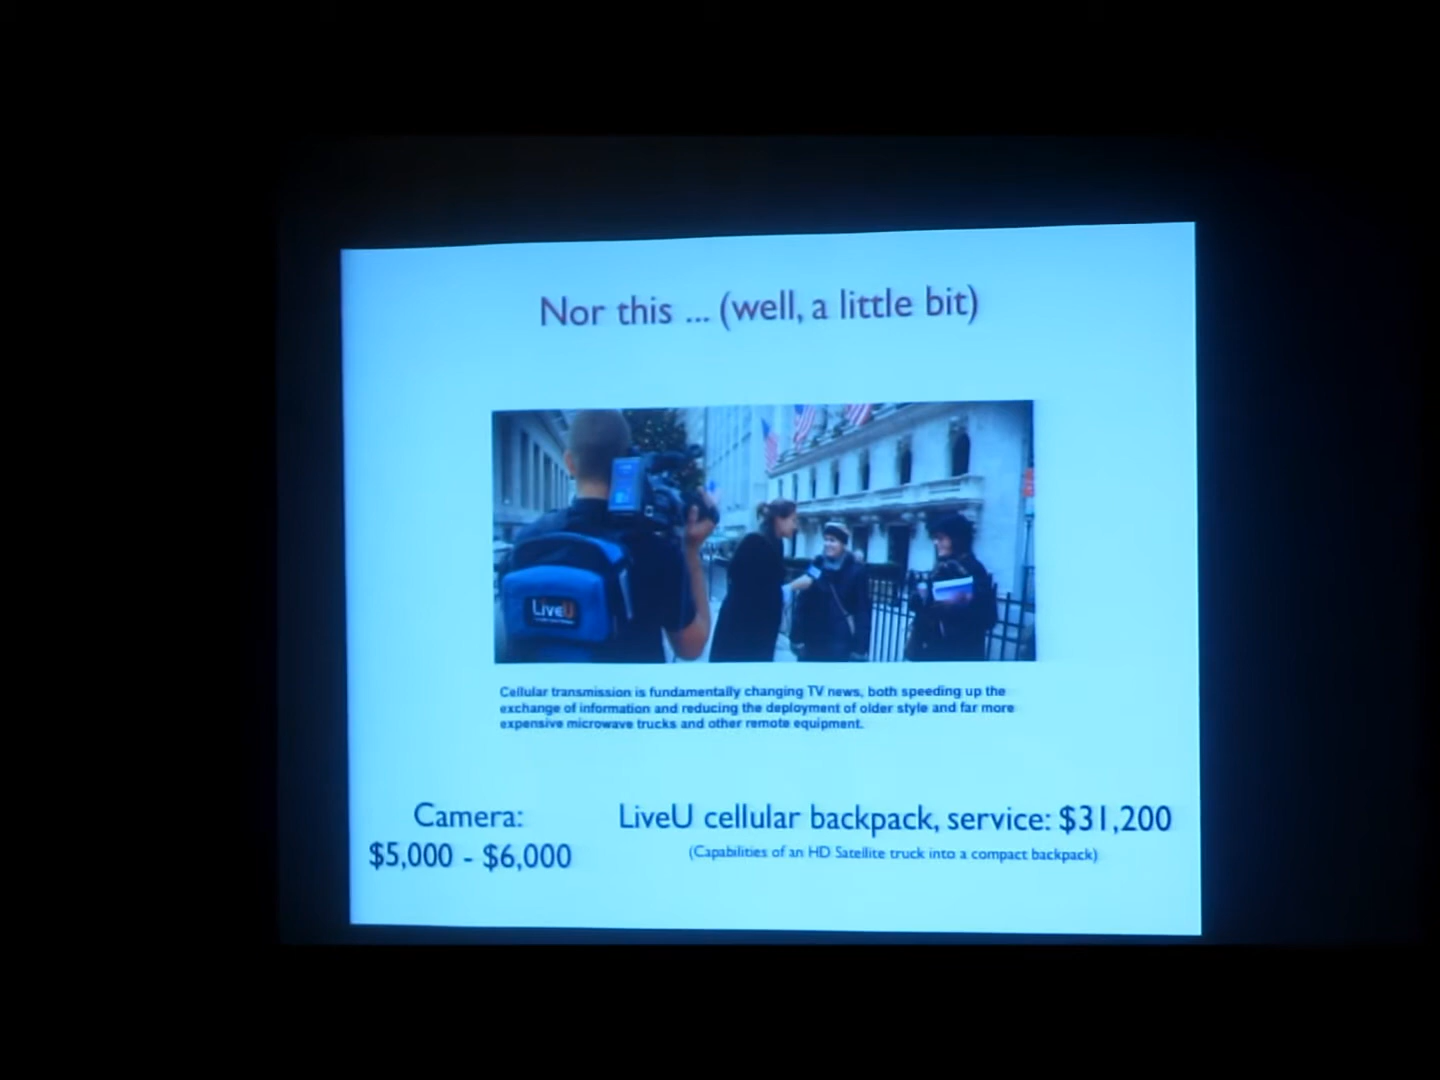 Nor this ... (well, a little bit)
LiveU
Cellular transmission is fundamentally changing TV news, both speeding up the
exchange of information and reducing the deployment of older style and far more
expensive microwave trucks and other remote equipment.
Camera:
$5,000 - $6,000
LiveU cellular backpack, service: $31,200
(Capabilities of an HD Satellite truck into a compact backpack)